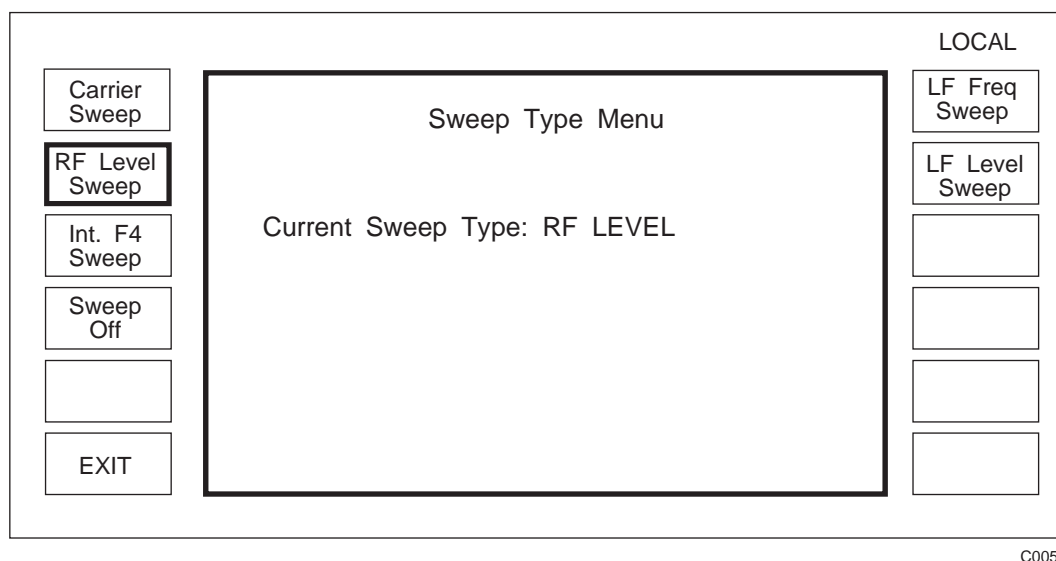 LOCAL
Carrier
Sweep
RF Level
Sweep
Int. F4
Sweep
Sweep
Off
EXIT
Sweep Type Menu
Current Sweep Type: RF LEVEL
LF Freq
Sweep
LF Level
Sweep
C005